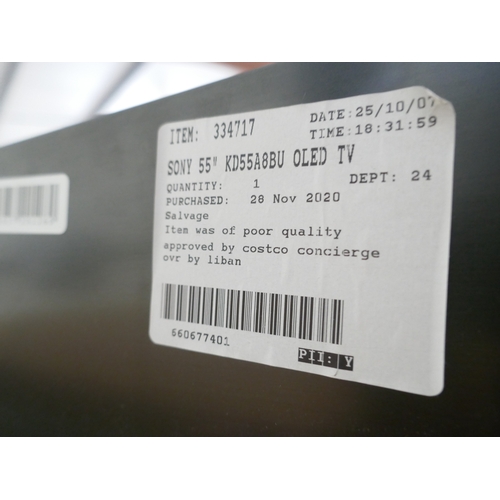 ITEM: 334717
DATE:25/10/07
TIME:18:31:59
SONY 55" KD55A8BU OLED TV
QUANTITY: 1
DEPT: 24
PURCHASED: 28 Nov 2020
Salvage
Item was of poor quality
approved by costco concierge
ovr by liban
660677401
PII: Y